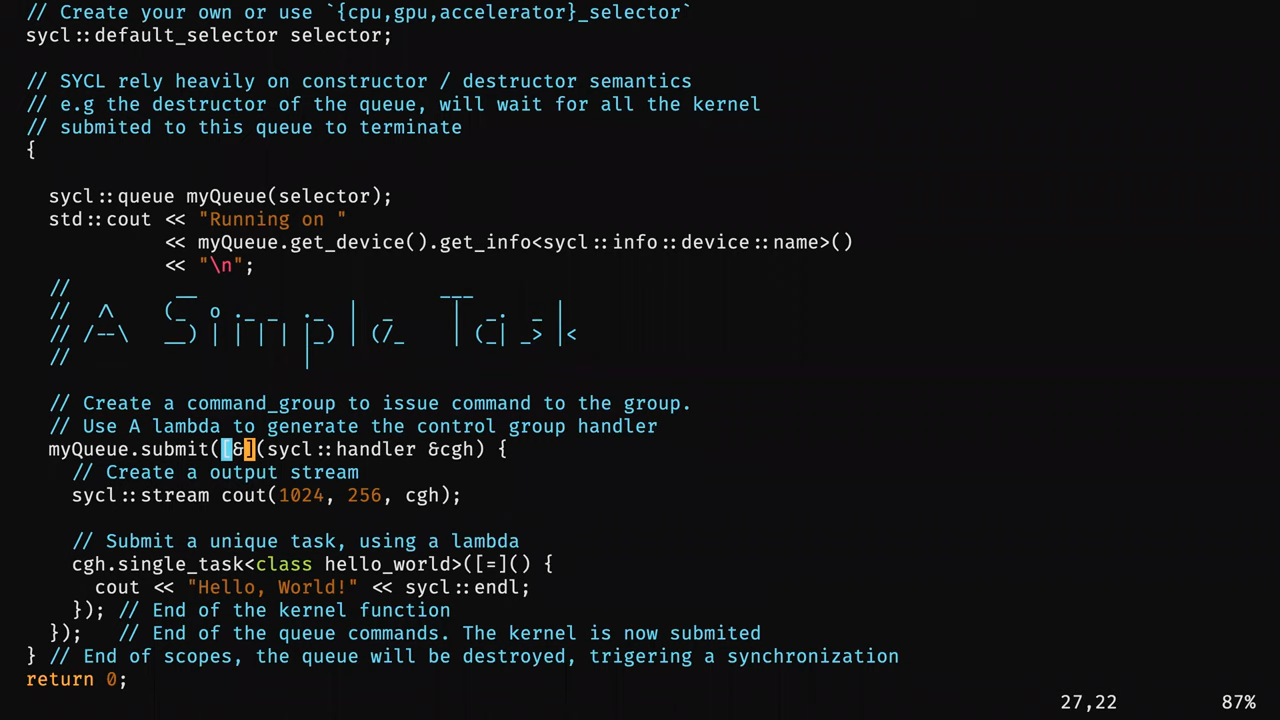 // Create your own or use `{cpu,gpu,accelerator}_selector`
sycl::default_selector selector;
// SYCL rely heavily on constructor / destructor semantics
// e.g the destructor of the queue, will wait for all the kernel
// submited to this queue to terminate
{
sycl::queue myQueue(selector);
std::cout << "Running on "
<< myQueue.get_device().get_info<sycl::info::device::name>()
<< "\n";
//
// A Simple Task
//
//
// Create a command_group to issue command to the group.
// Use A lambda to generate the control group handler
myQueue.submit([&](sycl::handler &cgh) {
// Create a output stream
sycl::stream cout(1024, 256, cgh);
// Submit a unique task, using a lambda
cgh.single_task<class hello_world>([=]() {
cout << "Hello, World!" << sycl::endl;
}); // End of the kernel function
}); // End of the queue commands. The kernel is now submited
} // End of scopes, the queue will be destroyed, trigering a synchronization
return 0;
27,22 87%